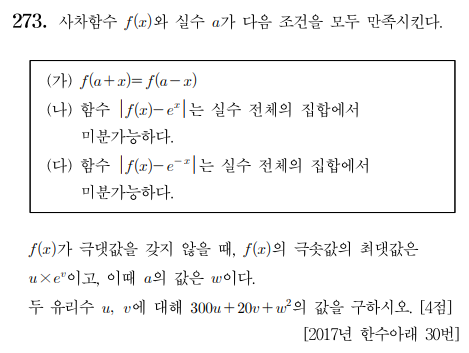 273. 사차함수 f(x)와 실수 a가 다음 조건을 모두 만족시킨다.
(가) f(a+x)=f(a−x)
(나) 함수 |f(x)−e^x|는 실수 전체의 집합에서
미분가능하다.
(다) 함수 |f(x)−e^{−x}|는 실수 전체의 집합에서
미분가능하다.
f(x)가 극댓값을 갖지 않을 때, f(x)의 극솟값의 최댓값은
u×e^v이고, 이때 a의 값은 w이다.
두 유리수 u, v에 대해 300u+20v+w²의 값을 구하시오. [4점]
[2017년 한수아래 30번]